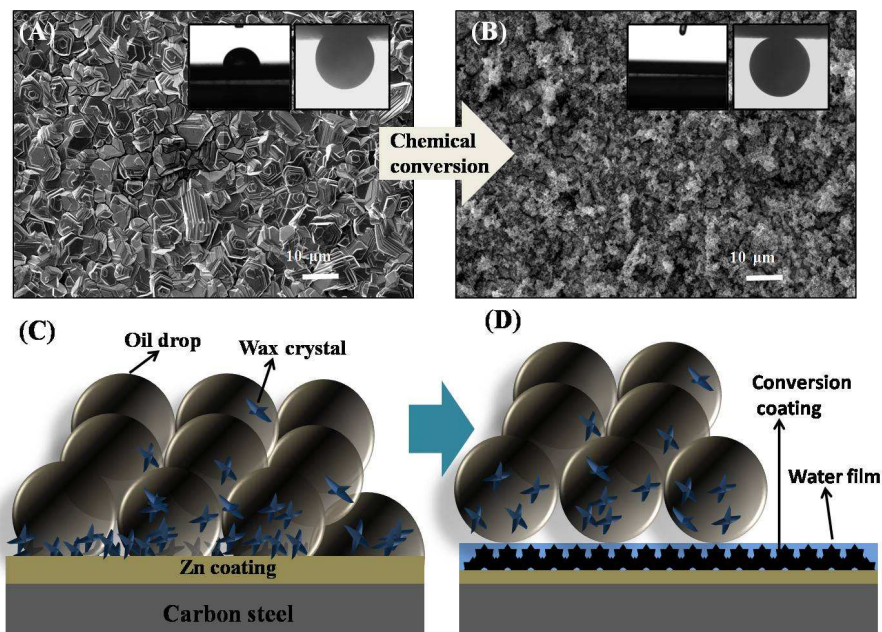 (A)
(B)
Chemical
conversion
10 μm
10 μm
(C)
Oil drop
Wax crystal
Zn coating
Carbon steel
(D)
Conversion
coating
Water film